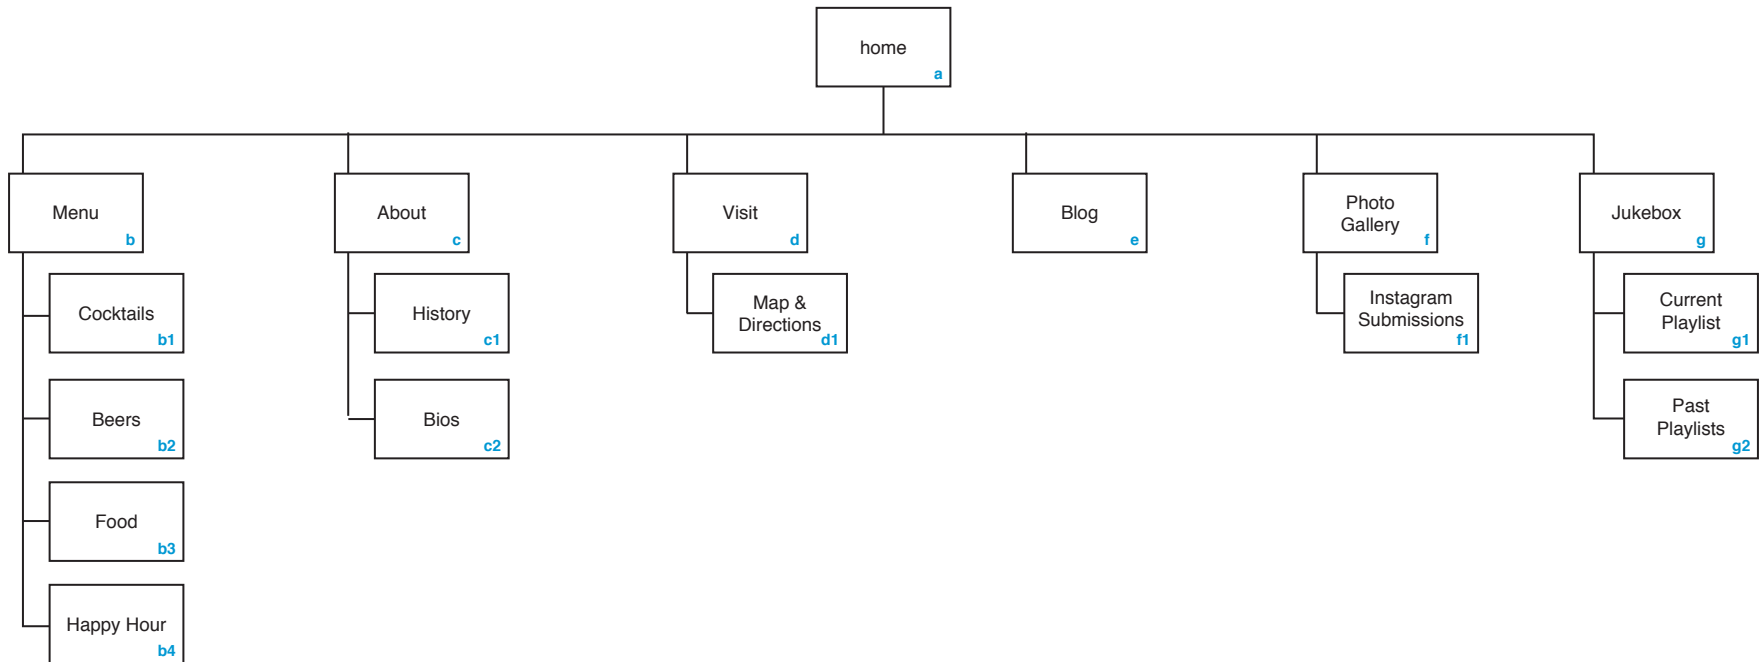 home
a
Menu
b
About
c
Visit
d
Blog
e
Photo
Gallery
f
Jukebox
g
Cocktails
b1
History
c1
Map &
Directions
d1
Instagram
Submissions
f1
Current
Playlist
g1
Beers
b2
Bios
c2
Past
Playlists
g2
Food
b3
Happy Hour
b4